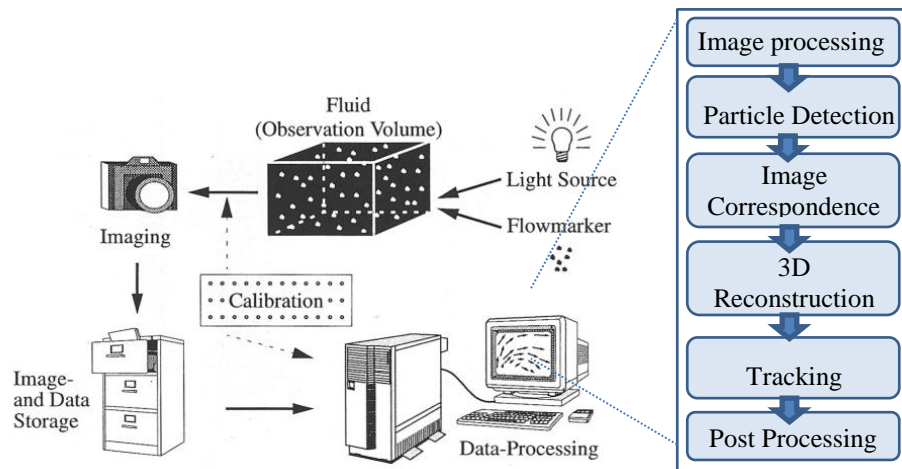 Fluid
(Observation Volume)
Light Source
Flowmarker
Imaging
Calibration
Image-
and Data
Storage
Data-Processing
Image processing
Particle Detection
Image
Correspondence
3D
Reconstruction
Tracking
Post Processing